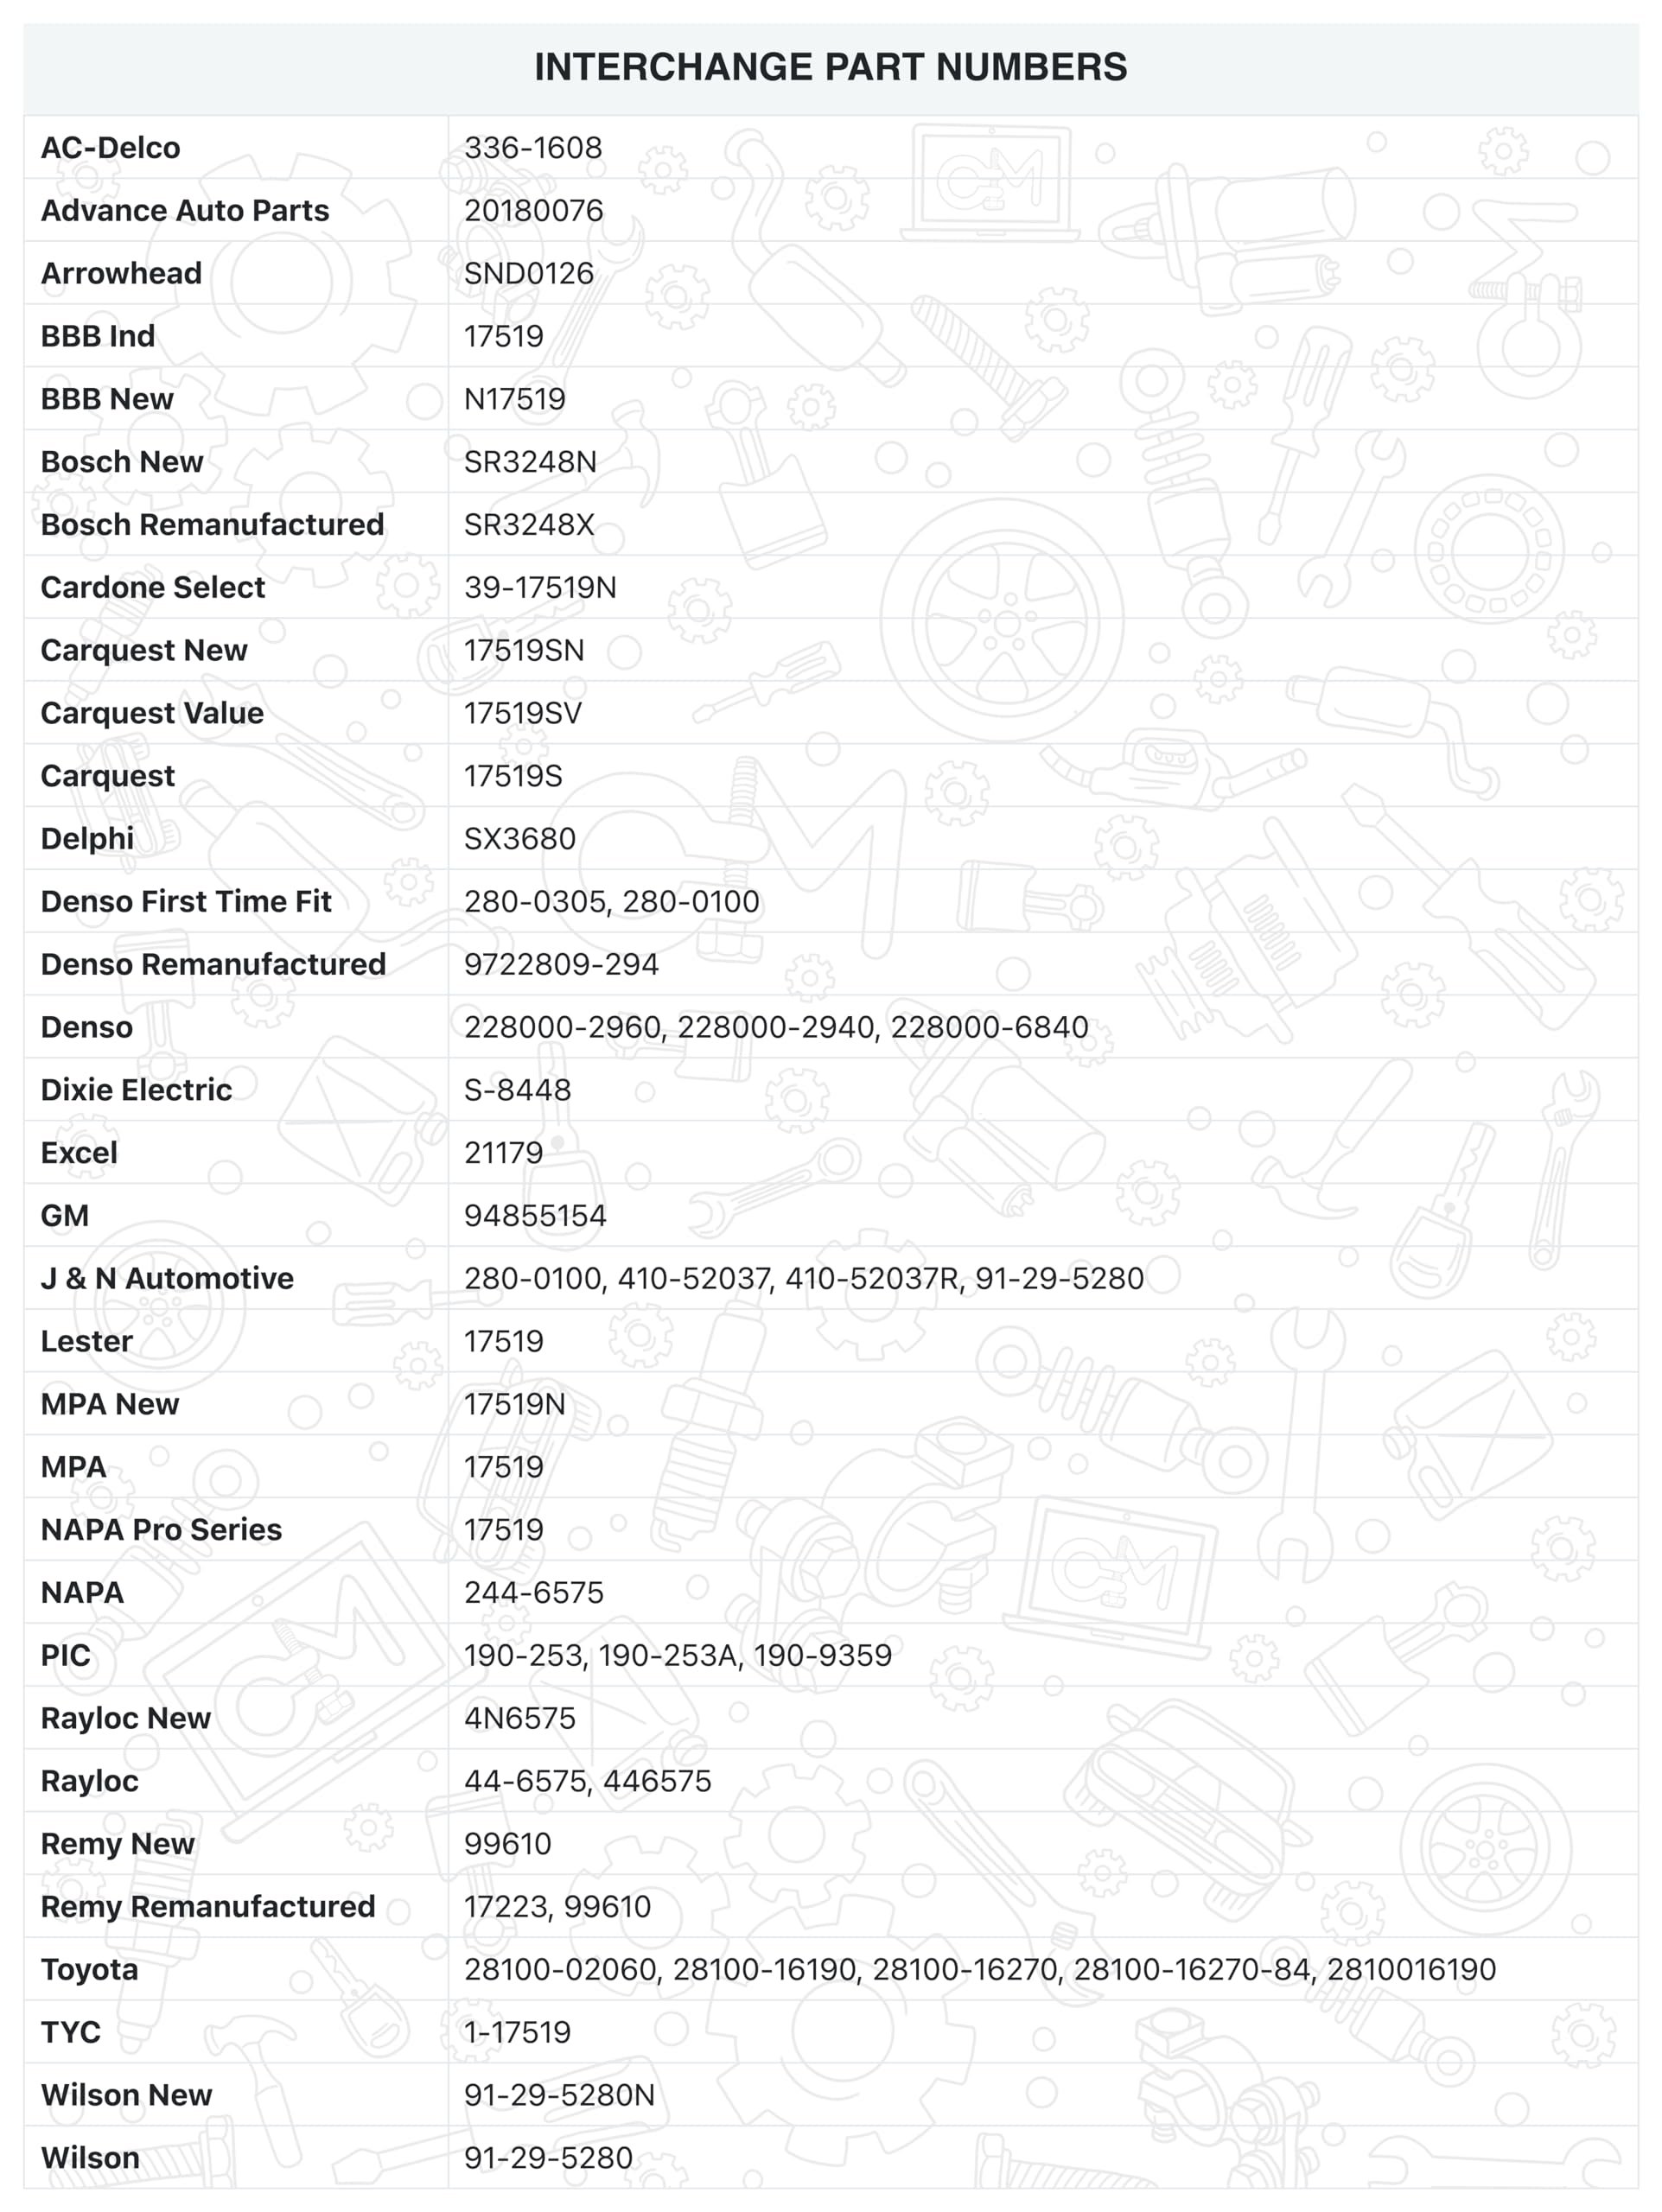 INTERCHANGE PART NUMBERS
AC-Delco 336-1608
Advance Auto Parts 20180076
Arrowhead SND0126
BBB Ind 17519
BBB New N17519
Bosch New SR3248N
Bosch Remanufactured SR3248X
Cardone Select 39-17519N
Carquest New 17519SN
Carquest Value 17519SV
Carquest 17519S
Delphi SX3680
Denso First Time Fit 280-0305, 280-0100
Denso Remanufactured 9722809-294
Denso 228000-2960, 228000-2940, 228000-6840
Dixie Electric S-8448
Excel 21179
GM 94855154
J & N Automotive 280-0100, 410-52037, 410-52037R, 91-29-5280
Lester 17519
MPA New 17519N
MPA 17519
NAPA Pro Series 17519
NAPA 244-6575
PIC 190-253, 190-253A, 190-9359
Rayloc New 4N6575
Rayloc 44-6575, 446575
Remy New 99610
Remy Remanufactured 17223, 99610
Toyota 28100-02060, 28100-16190, 28100-16270, 28100-16270-84, 2810016190
TYC 1-17519
Wilson New 91-29-5280N
Wilson 91-29-5280